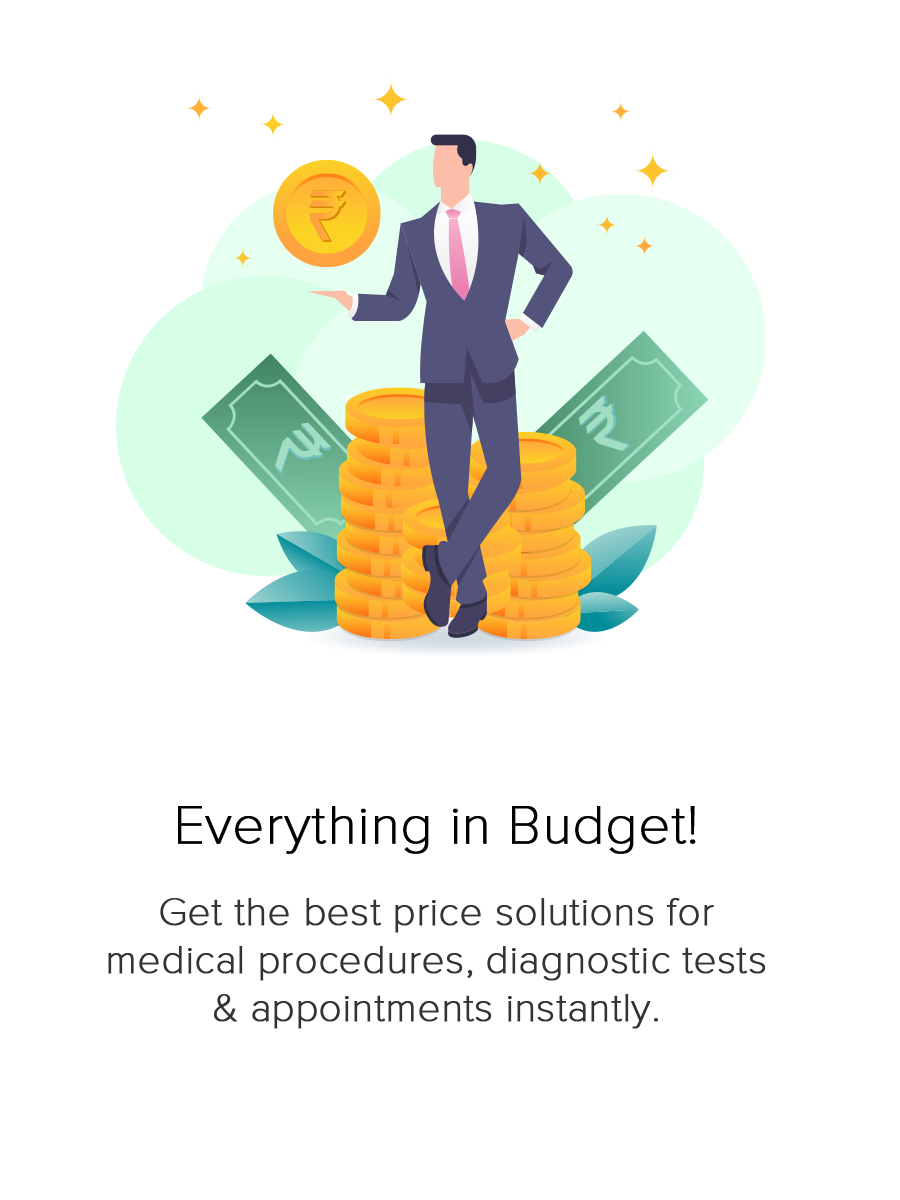 ₹
₹
₹
Everything in Budget!
Get the best price solutions for
medical procedures, diagnostic tests
& appointments instantly.